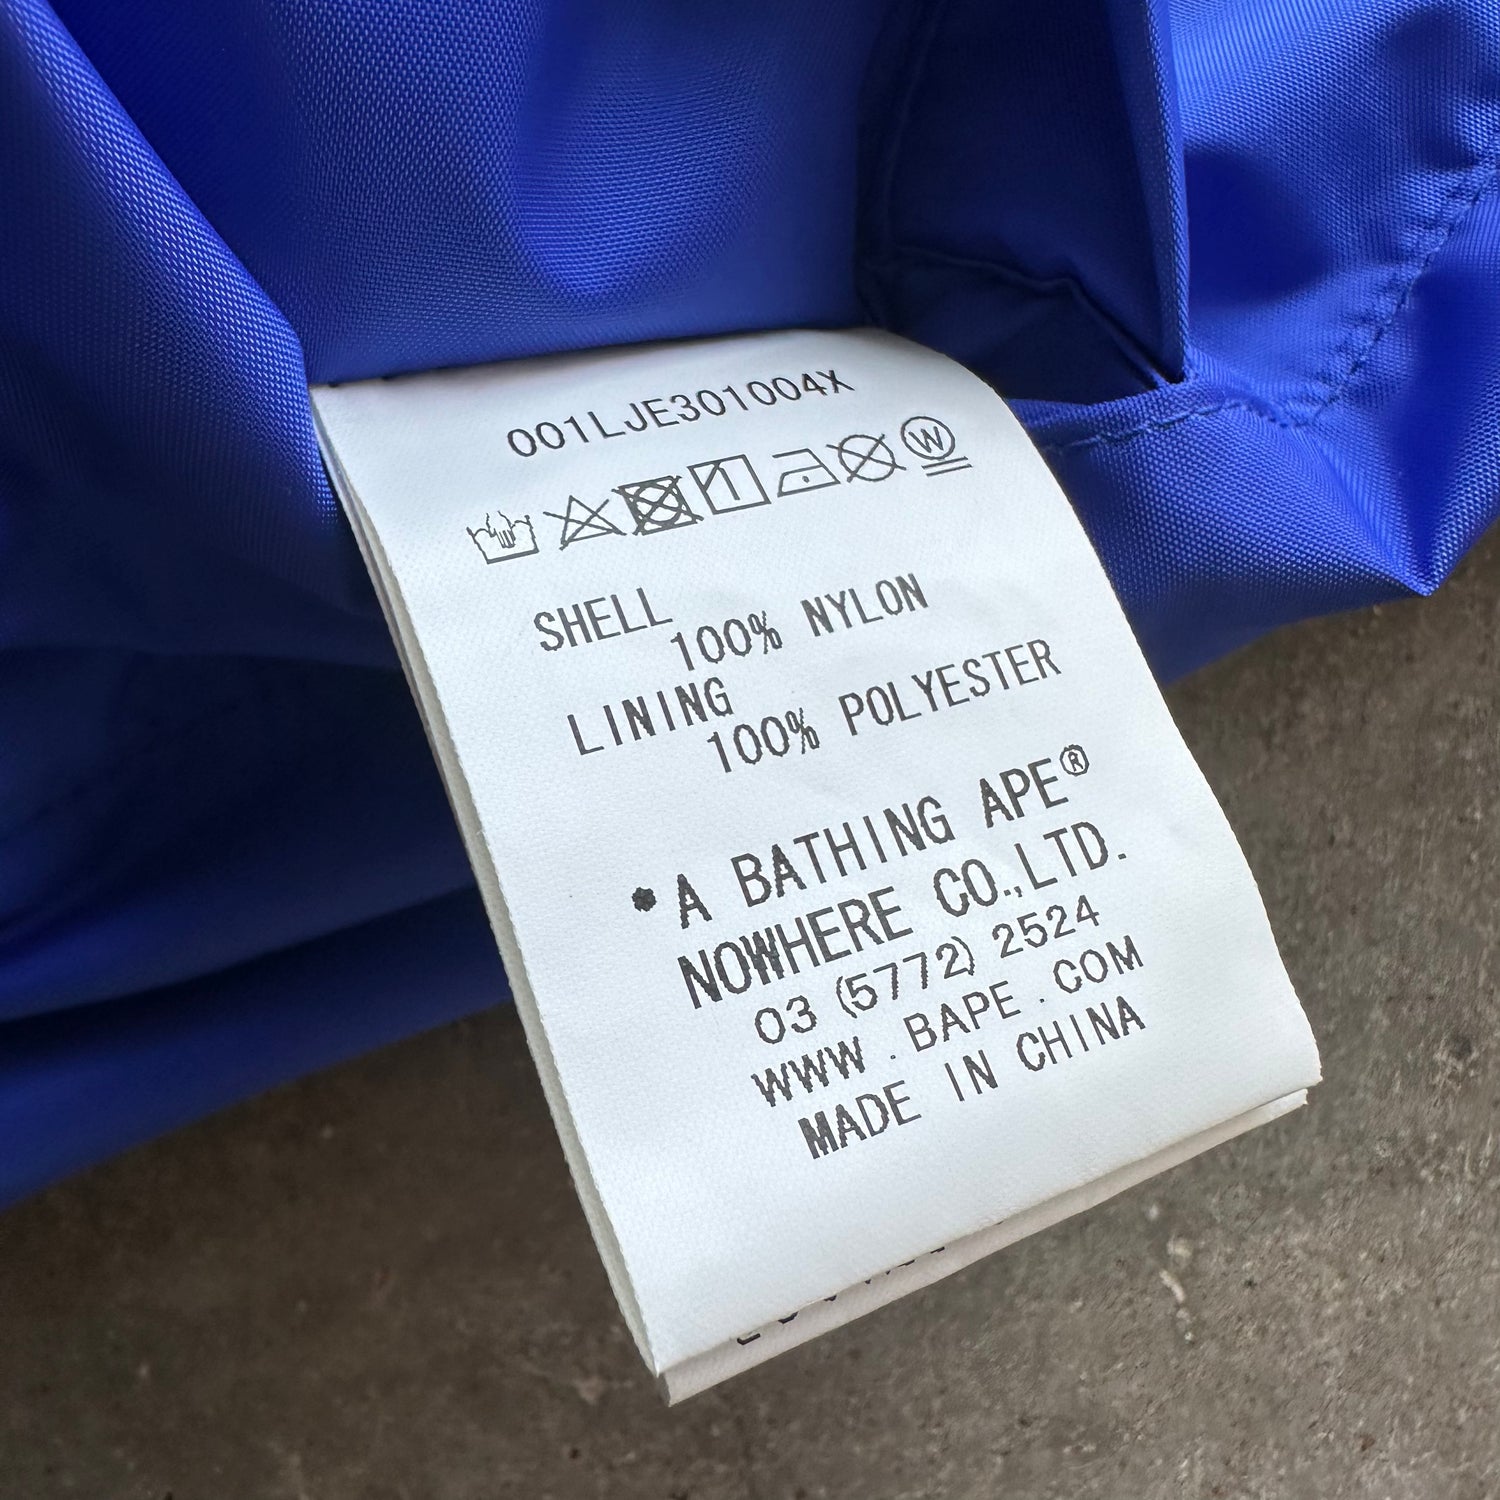 001LJE301004X
W
SHELL
100% NYLON
LINING
100% POLYESTER
*A BATHING APE®
NOWHERE CO.,LTD.
03 (5772) 2524
WWW . BAPE . COM
MADE IN CHINA